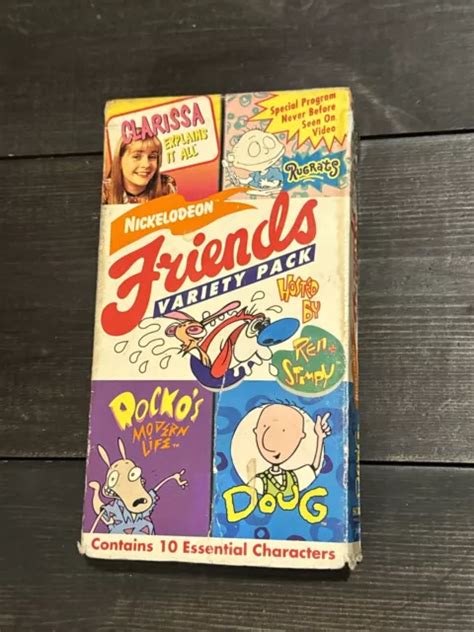 CLARISSA
EXPLAINS
IT ALL
Special Program
Never Before
Seen On
Video
RUGRATS
NICKELODEON
Friends
VARIETY PACK
HOSTED
BY
Ren &
Stimpy
ROCKO'S
MODERN
LIFE™
DOUG
Contains 10 Essential Characters